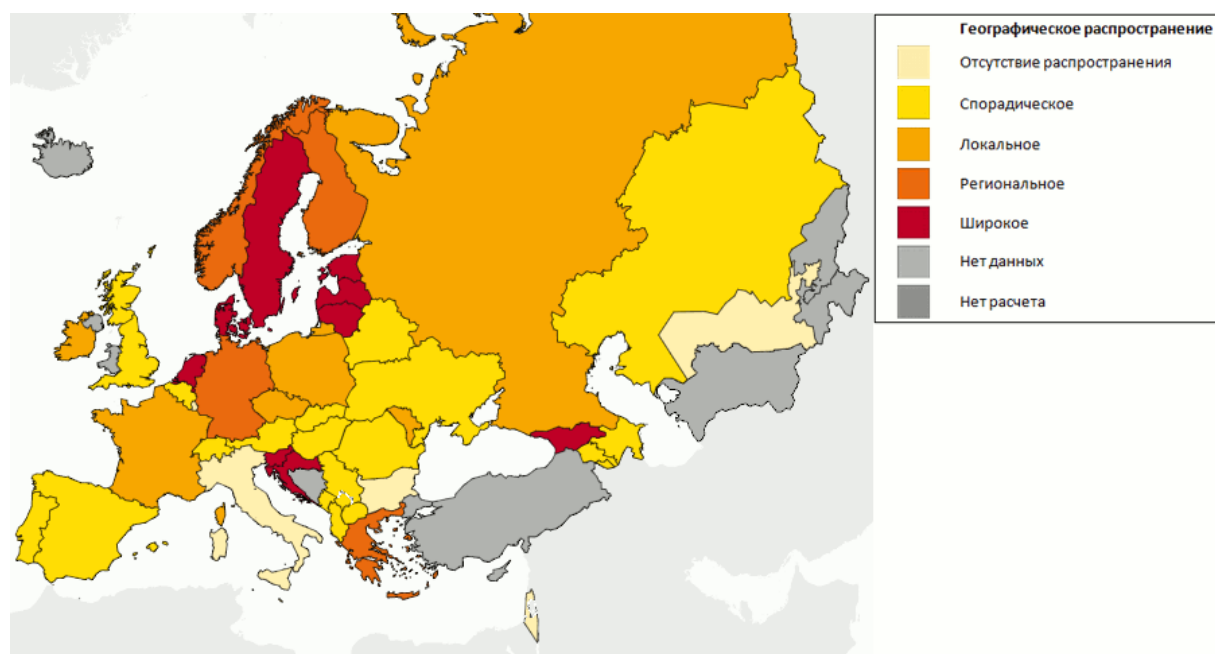 Географическое распространение
Отсутствие распространения
Спорадическое
Локальное
Региональное
Широкое
Нет данных
Нет расчета